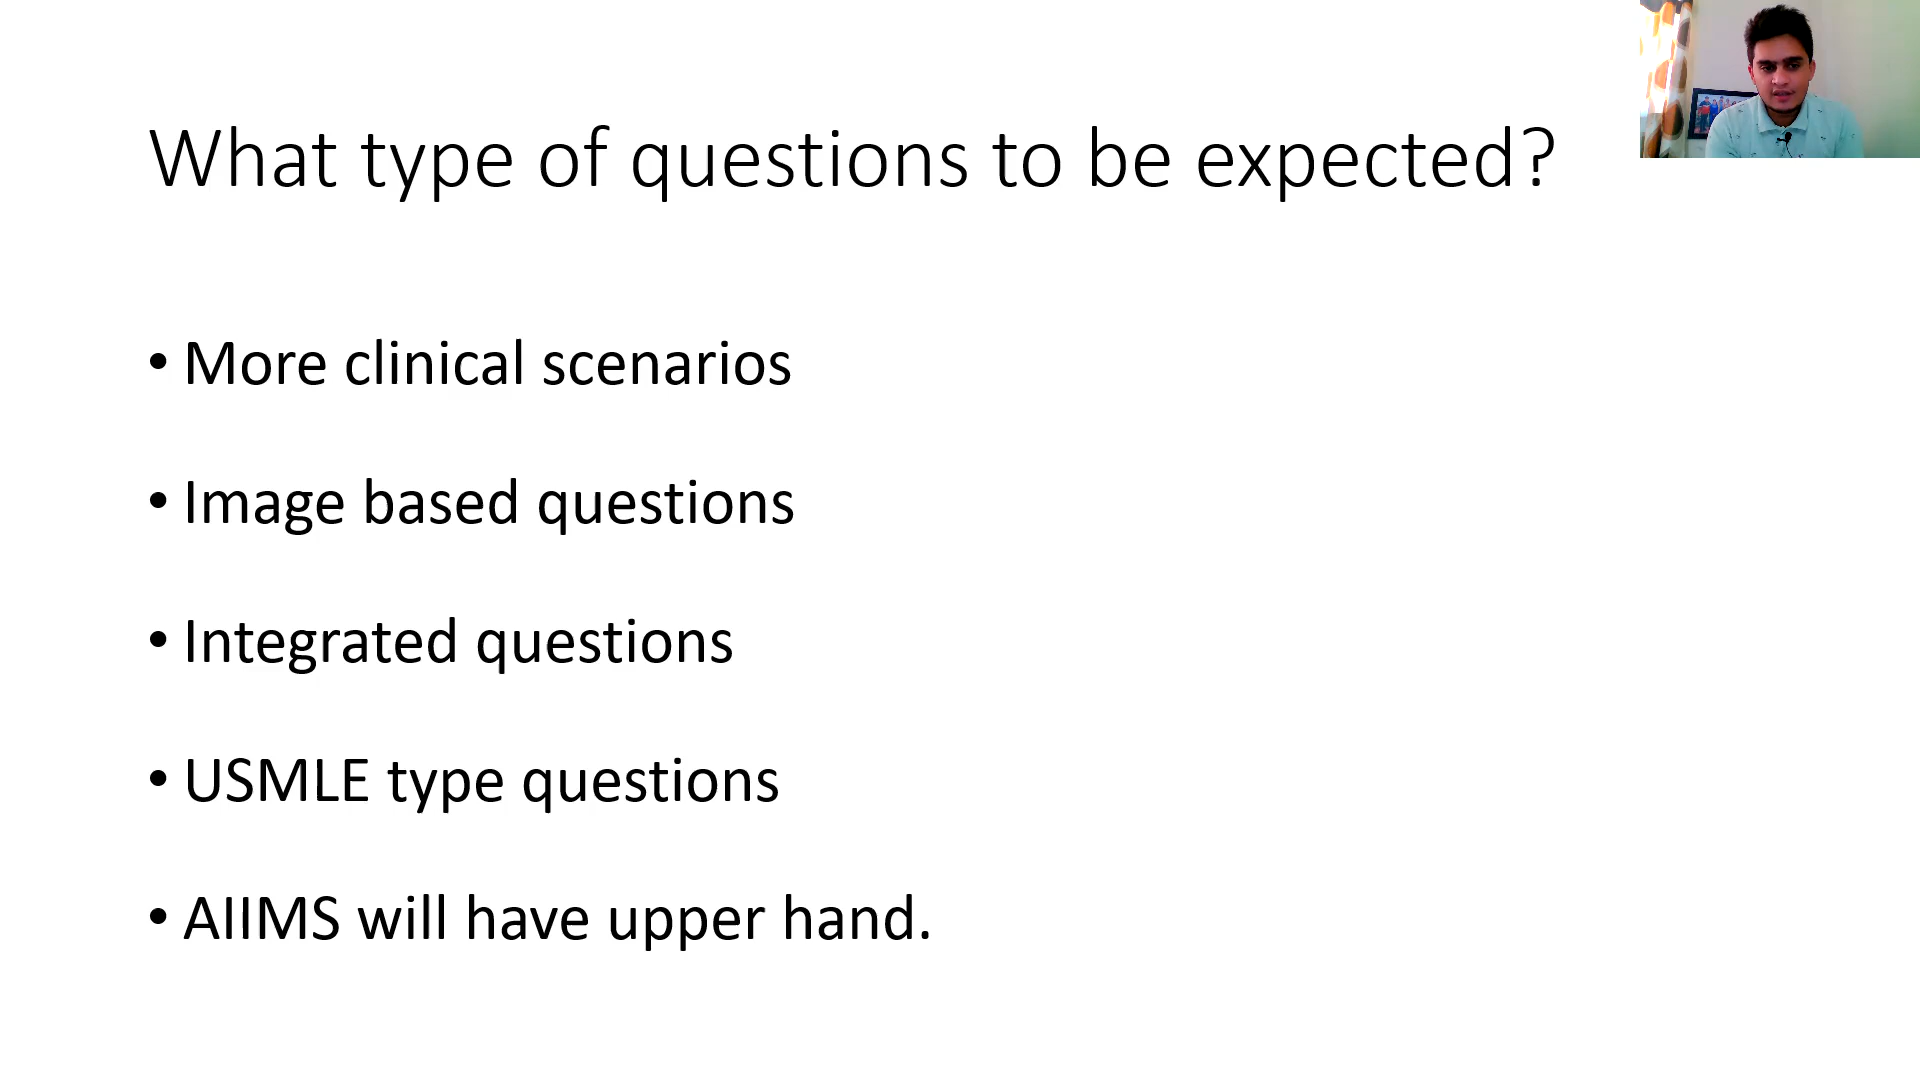 What type of questions to be expected?
• More clinical scenarios
• Image based questions
• Integrated questions
• USMLE type questions
• AIIMS will have upper hand.